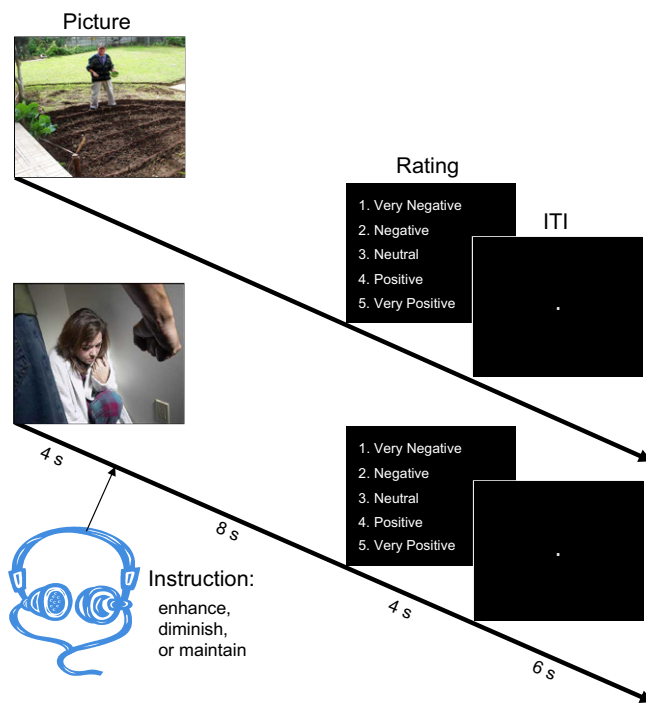 Picture
Rating
1. Very Negative
2. Negative
3. Neutral
4. Positive
5. Very Positive
ITI
4 s
8 s
1. Very Negative
2. Negative
3. Neutral
4. Positive
5. Very Positive
4 s
6 s
Instruction:
enhance,
diminish,
or maintain